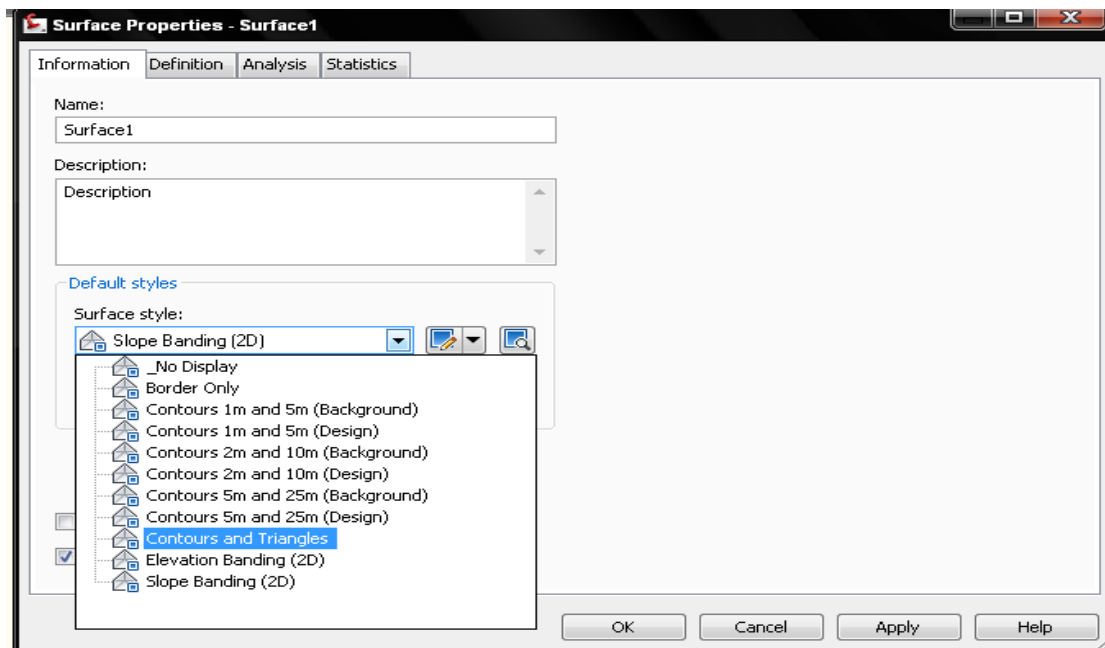 Surface Properties - Surface1
Information Definition Analysis Statistics
Name:
Surface1
Description:
Description
Default styles
Surface style:
Slope Banding (2D)
_No Display
Border Only
Contours 1m and 5m (Background)
Contours 1m and 5m (Design)
Contours 2m and 10m (Background)
Contours 2m and 10m (Design)
Contours 5m and 25m (Background)
Contours 5m and 25m (Design)
Contours and Triangles
Elevation Banding (2D)
Slope Banding (2D)
OK Cancel Apply Help